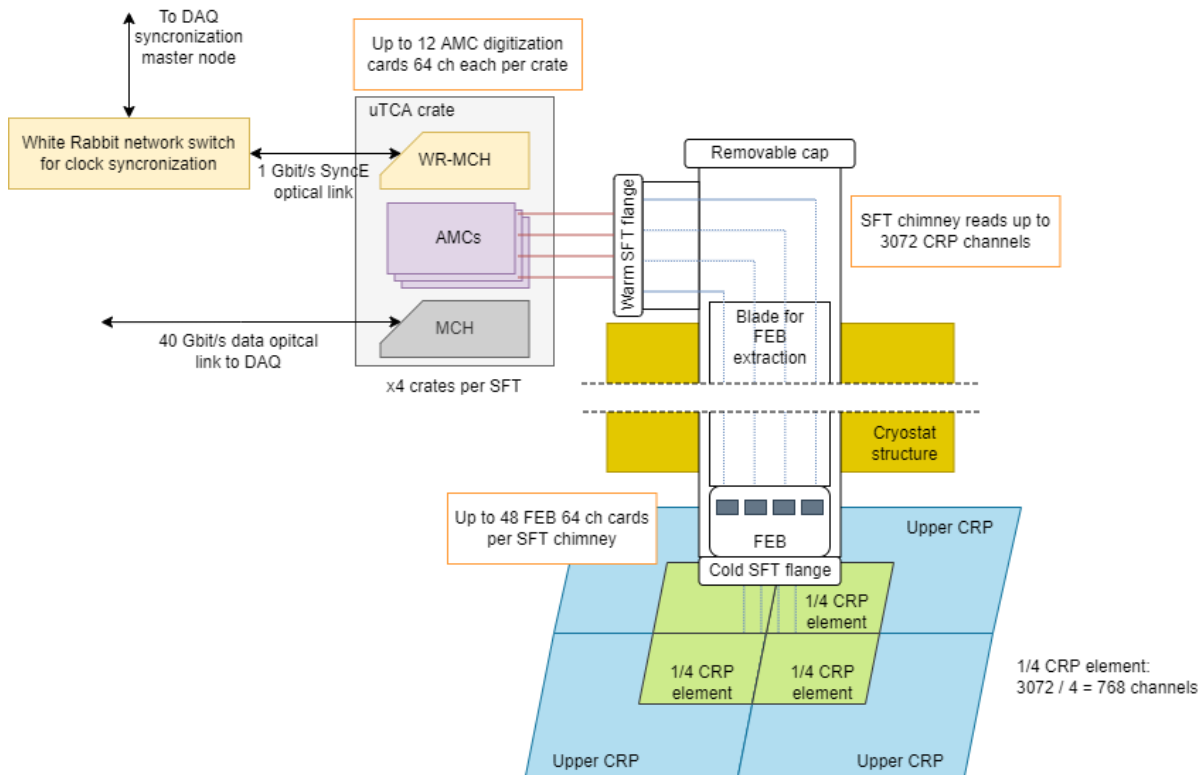 To DAQ
syncronization
master node
Up to 12 AMC digitization
cards 64 ch each per crate
uTCA crate
White Rabbit network switch
for clock syncronization
1 Gbit/s SyncE
optical link
WR-MCH
AMCs
MCH
40 Gbit/s data opitcal
link to DAQ
x4 crates per SFT
Removable cap
Warm SFT flange
SFT chimney reads up to
3072 CRP channels
Blade for
FEB
extraction
Cryostat
structure
Up to 48 FEB 64 ch cards
per SFT chimney
FEB
Cold SFT flange
Upper CRP
1/4 CRP
element
1/4 CRP
element
1/4 CRP
element
1/4 CRP element:
3072 / 4 = 768 channels
Upper CRP
Upper CRP